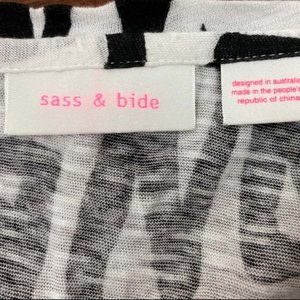 sass & bide
designed in australia
made in the people's
republic of china